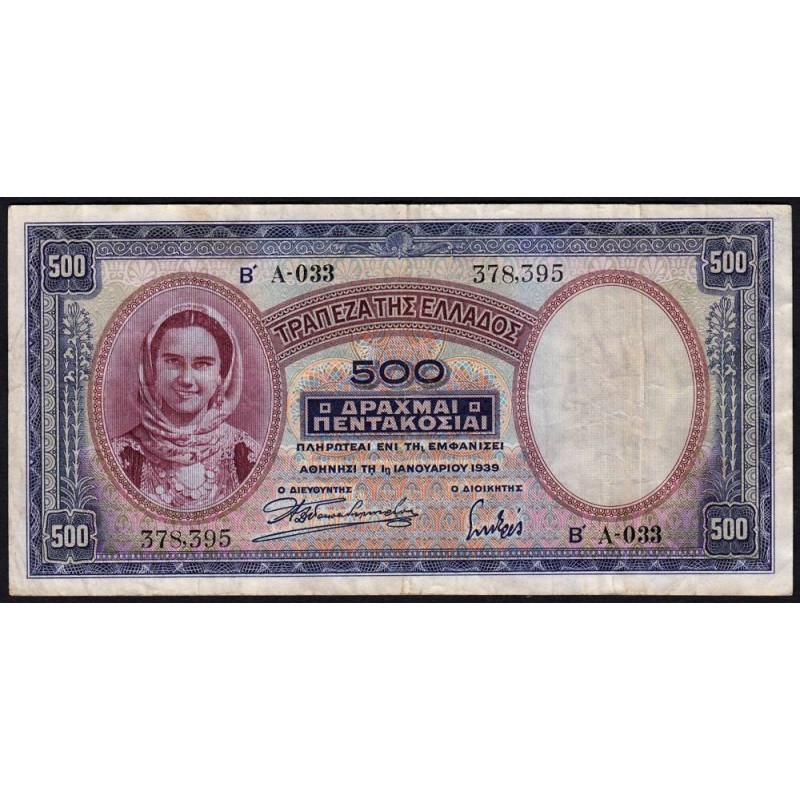 500 Β΄ Α-033 378,395 500
ΤΡΑΠΕΖΑ ΤΗΣ ΕΛΛΑΔΟΣ
500
ΔΡΑΧΜΑΙ
ΠΕΝΤΑΚΟΣΙΑΙ
ΠΛΗΡΩΤΕΑΙ ΕΝΙ ΤΗι ΕΜΦΑΝΙΣΕΙ
ΑΘΗΝΗΣΙ ΤΗ 1η ΙΑΝΟΥΑΡΙΟΥ 1939
Ο ΔΙΕΥΘΥΝΤΗΣ Ο ΔΙΟΙΚΗΤΗΣ
500 378,395 Β΄ Α-033 500